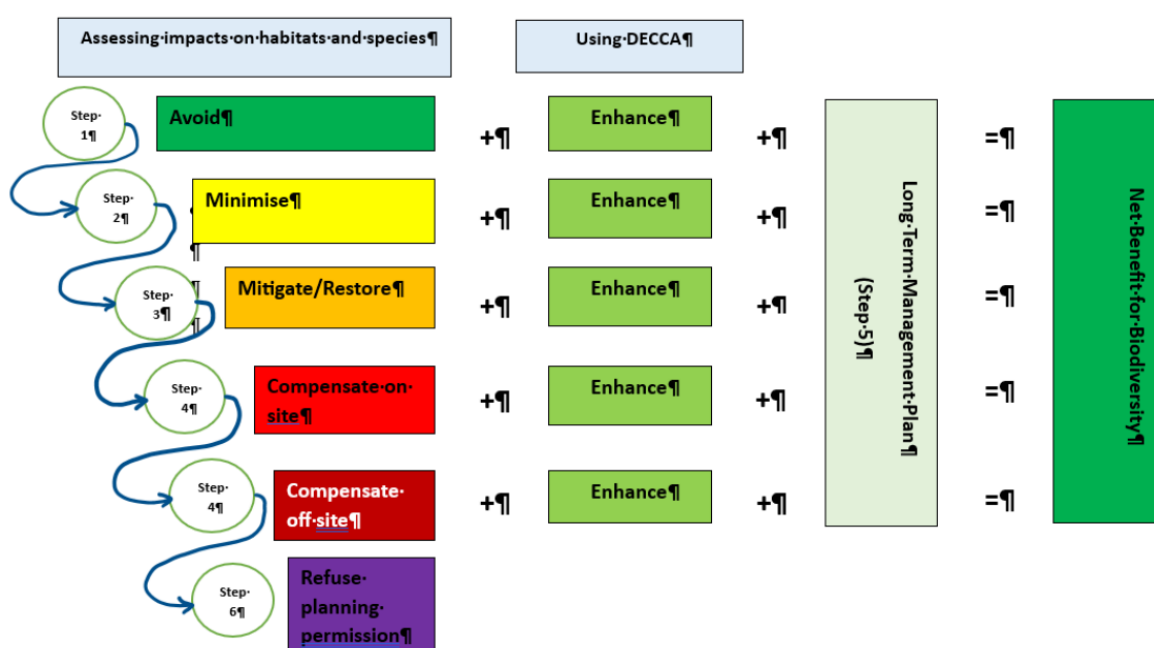 Assessing·impacts·on·habitats·and·species¶
Using·DECCA¶
Step·
1¶
Avoid¶
+¶
Enhance¶
+¶
=¶
Step·
2¶
Minimise¶
+¶
Enhance¶
+¶
=¶
¶
¶
¶
¶
Step·
3¶
Mitigate/Restore¶
+¶
Enhance¶
+¶
=¶
Step·
4¶
Compensate·on·
site¶
+¶
Enhance¶
+¶
=¶
Step·
4¶
Compensate·
off·site¶
+¶
Enhance¶
+¶
=¶
Step·
6¶
Refuse·
planning·
permission¶
Long·Term·Management·Plan¶
(Step·5)¶
Net·Benefit·for·Biodiversity¶